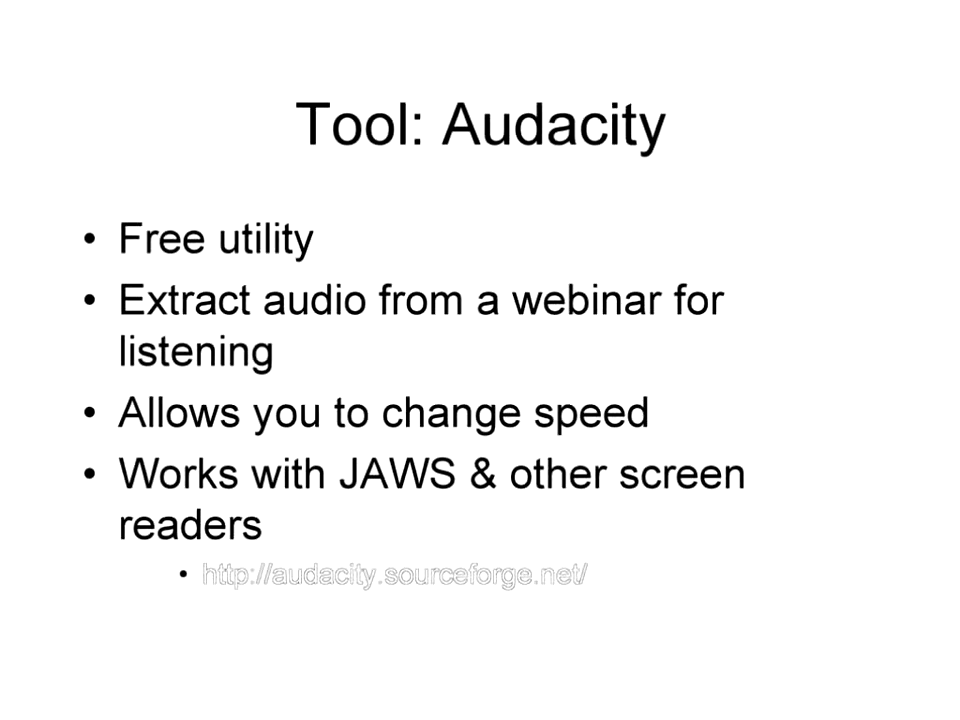 Tool: Audacity
• Free utility
• Extract audio from a webinar for
listening
• Allows you to change speed
• Works with JAWS & other screen
readers
• http://audacity.sourceforge.net/